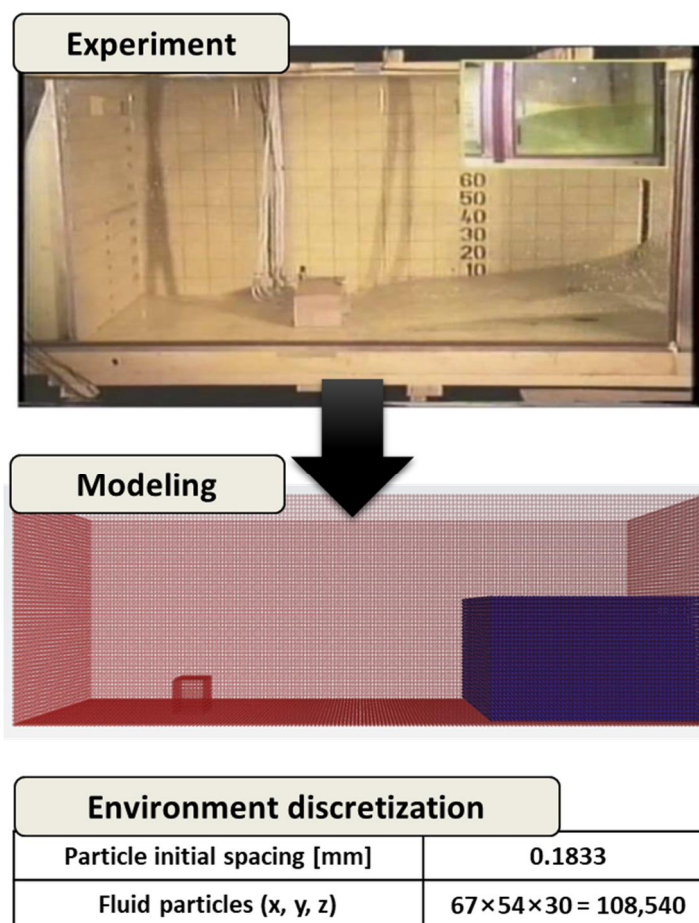 Experiment
60
50
40
30
20
10
Modeling
Environment discretization
Particle initial spacing [mm] 0.1833
Fluid particles (x, y, z) 67×54×30 = 108,540